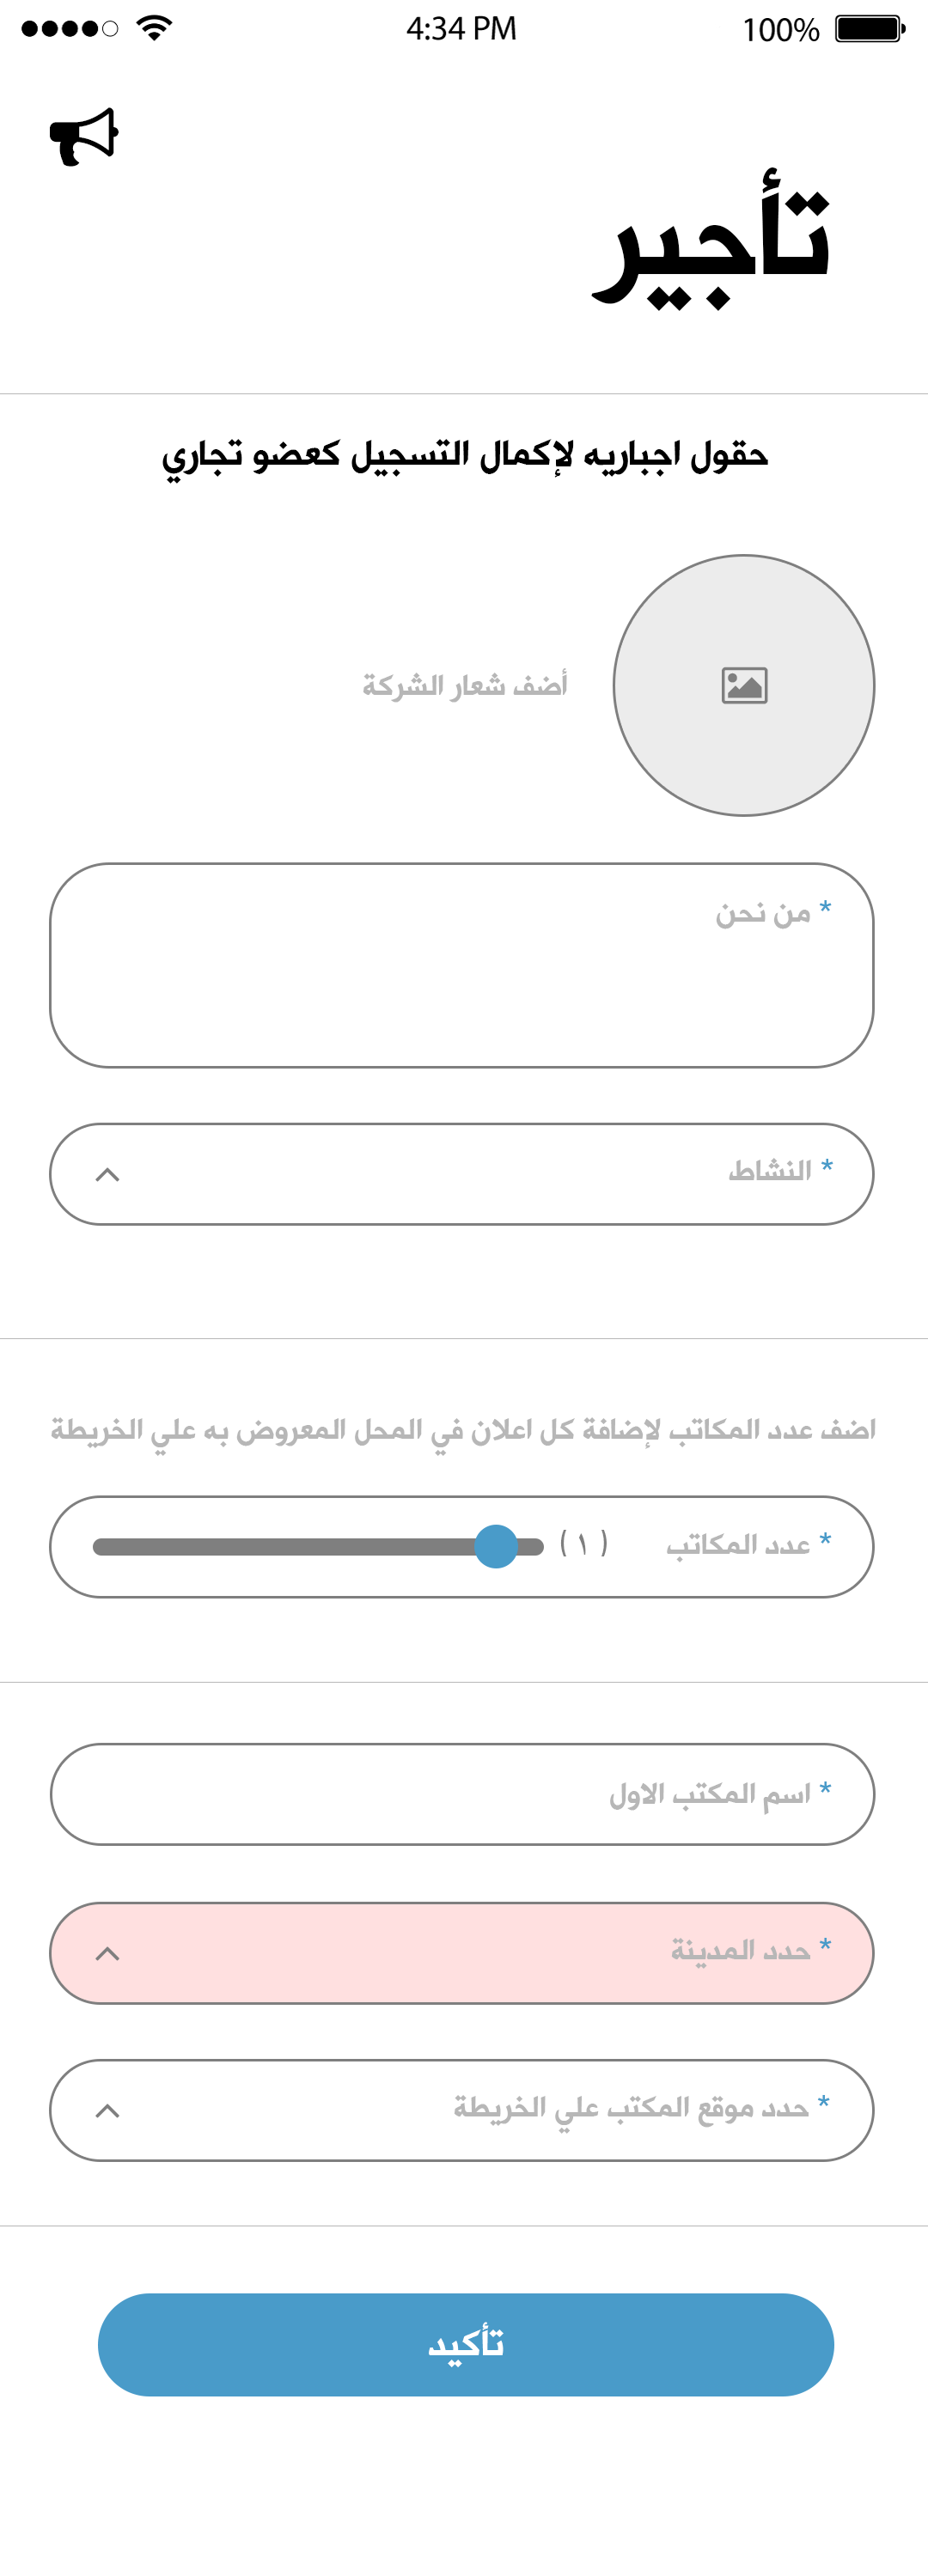 4:34 PM
100%
تأجير
حقول اجباريه لإكمال التسجيل كعضو تجاري
أضف شعار الشركة
* من نحن
* النشاط
اضف عدد المكاتب لإضافة كل اعلان في المحل المعروض به علي الخريطة
* عدد المكاتب ( ١ )
* اسم المكتب الاول
* حدد المدينة
* حدد موقع المكتب علي الخريطة
تأكيد